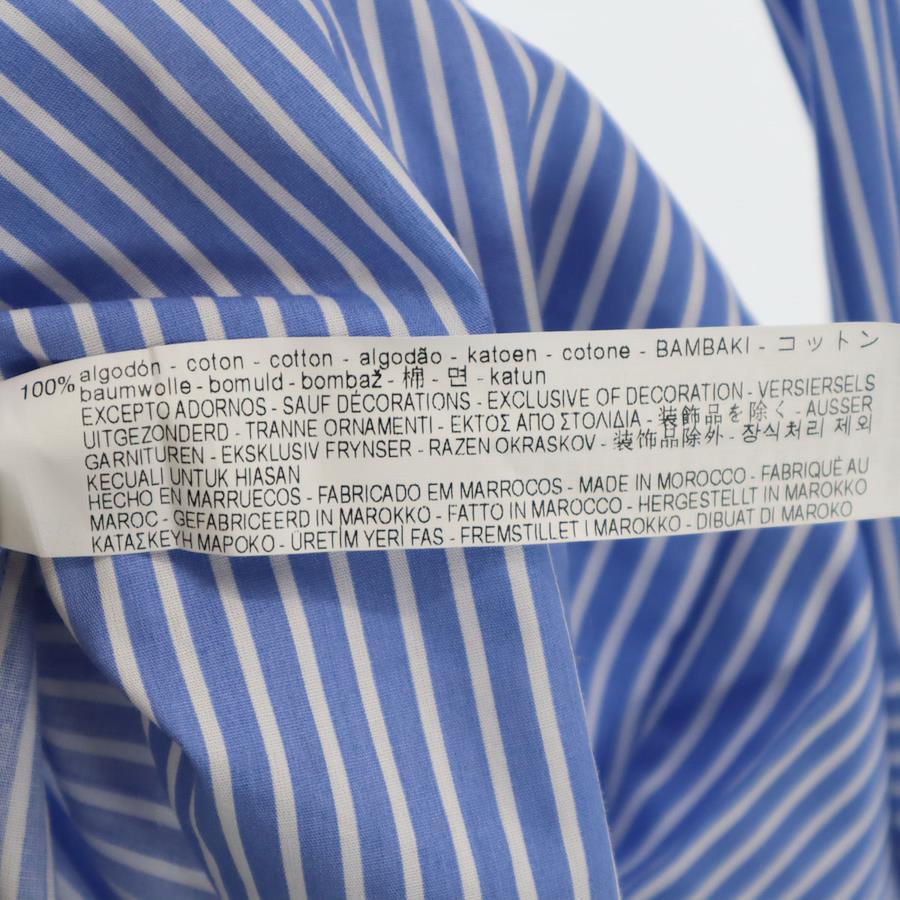 100% algodón - coton - cotton - algodão - katoen - cotone - BAMBAKI - コットン
baumwolle - bomuld - bombaž - 棉 - 면 - katun
EXCEPTO ADORNOS - SAUF DÉCORATIONS - EXCLUSIVE OF DECORATION - VERSIERSELS
UITGEZONDERD - TRANNE ORNAMENTI - ΕΚΤΟΣ ΑΠΟ ΣΤΟΛΙΔΙΑ - 装飾品を除く - AUSSER
GARNITUREN - EKSKLUSIV FRYNSER - RAZEN OKRASKOV - 装饰品除外 - 장식처리 제외
KECUALI UNTUK HIASAN
HECHO EN MARRUECOS - FABRICADO EM MARROCOS - MADE IN MOROCCO - FABRIQUÉ AU
MAROC - GEFABRICEERD IN MAROKKO - FATTO IN MAROCCO - HERGESTELLT IN MAROKKO
ΚΑΤΑΣΚΕΥΗ ΜΑΡΟΚΟ - ÜRETİM YERİ FAS - FREMSTILLET I MAROKKO - DIBUAT DI MAROKO